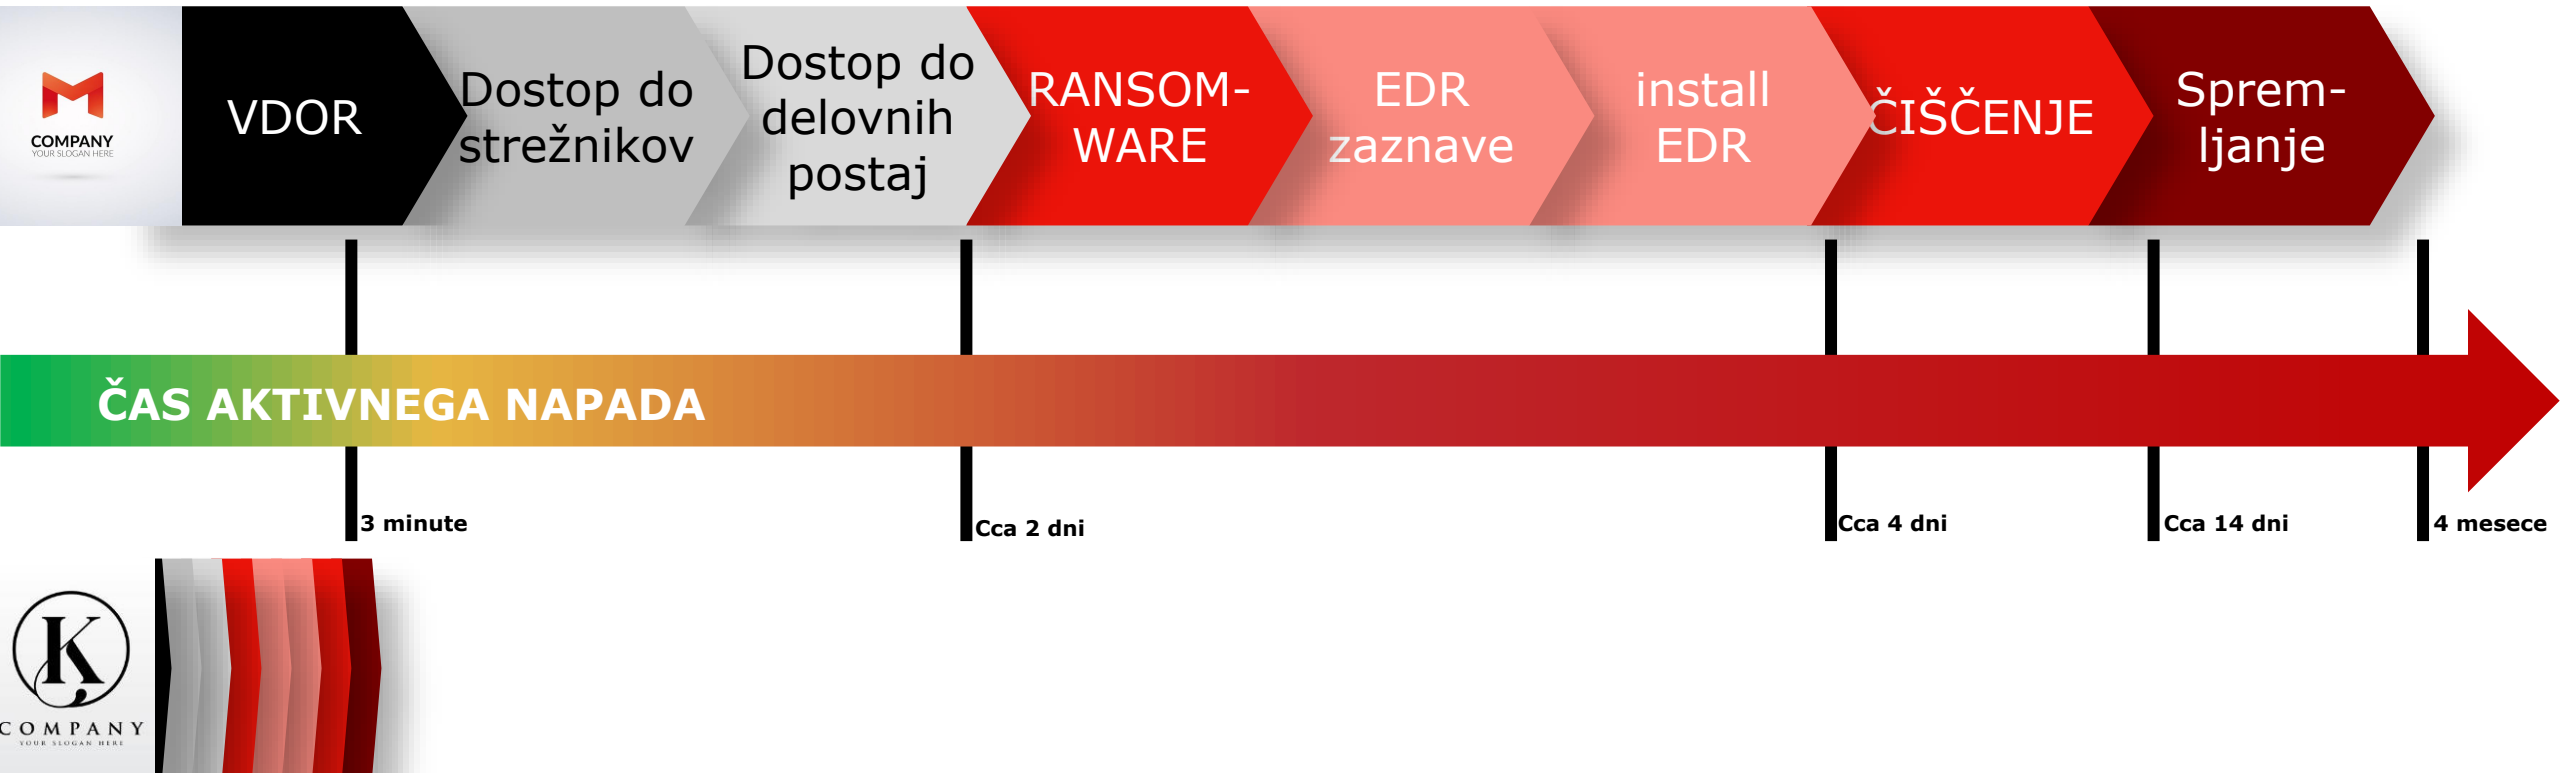 COMPANY
YOUR SLOGAN HERE
VDOR
Dostop do
strežnikov
Dostop do
delovnih
postaj
RANSOM-
WARE
EDR
zaznave
install
EDR
ČIŠČENJE
Sprem-
ljanje
ČAS AKTIVNEGA NAPADA
3 minute
Cca 2 dni
Cca 4 dni
Cca 14 dni
4 mesece
K
COMPANY
YOUR SLOGAN HERE